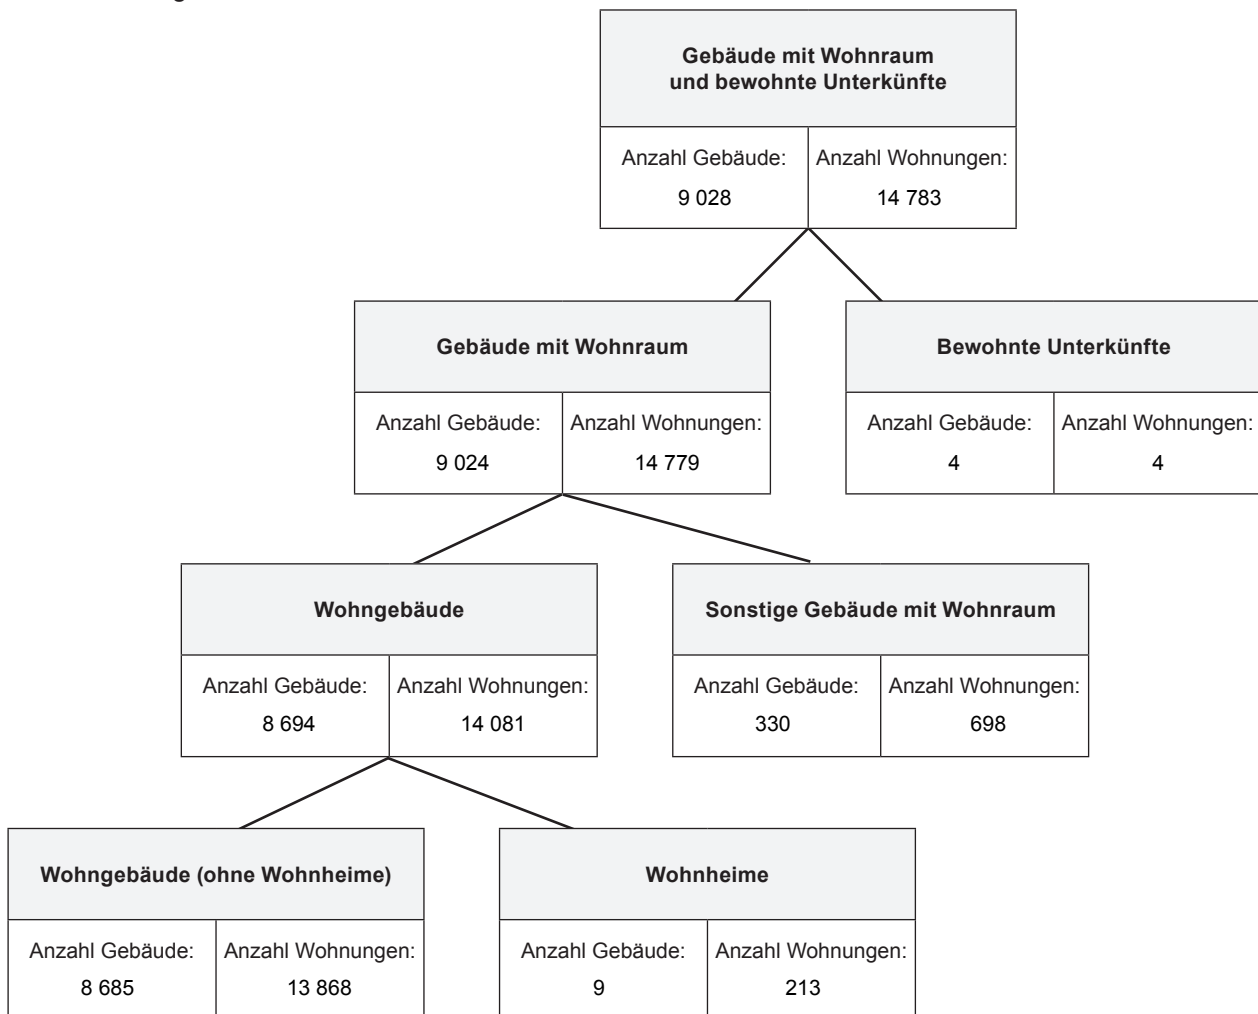 Gebäude mit Wohnraum
und bewohnte Unterkünfte
Anzahl Gebäude:
9 028
Anzahl Wohnungen:
14 783
Gebäude mit Wohnraum
Anzahl Gebäude:
9 024
Anzahl Wohnungen:
14 779
Bewohnte Unterkünfte
Anzahl Gebäude:
4
Anzahl Wohnungen:
4
Wohngebäude
Anzahl Gebäude:
8 694
Anzahl Wohnungen:
14 081
Sonstige Gebäude mit Wohnraum
Anzahl Gebäude:
330
Anzahl Wohnungen:
698
Wohngebäude (ohne Wohnheime)
Anzahl Gebäude:
8 685
Anzahl Wohnungen:
13 868
Wohnheime
Anzahl Gebäude:
9
Anzahl Wohnungen:
213